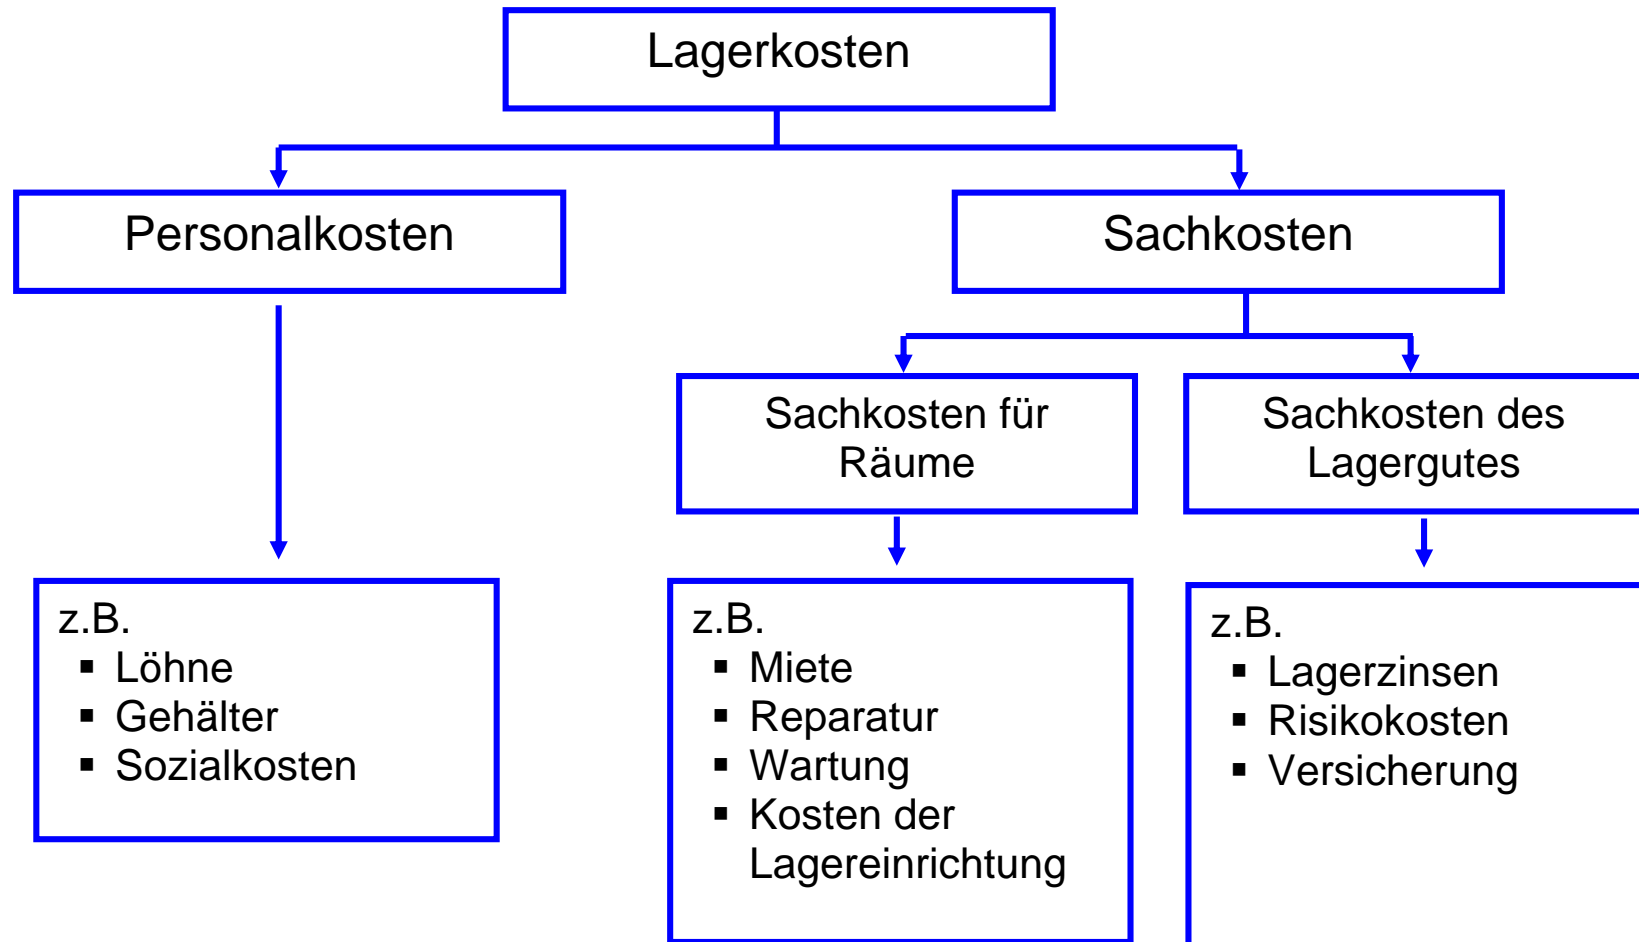 Lagerkosten
Personalkosten
Sachkosten
Sachkosten für
Räume
Sachkosten des
Lagergutes
z.B.
▪ Löhne
▪ Gehälter
▪ Sozialkosten
z.B.
▪ Miete
▪ Reparatur
▪ Wartung
▪ Kosten der
Lagereinrichtung
z.B.
▪ Lagerzinsen
▪ Risikokosten
▪ Versicherung